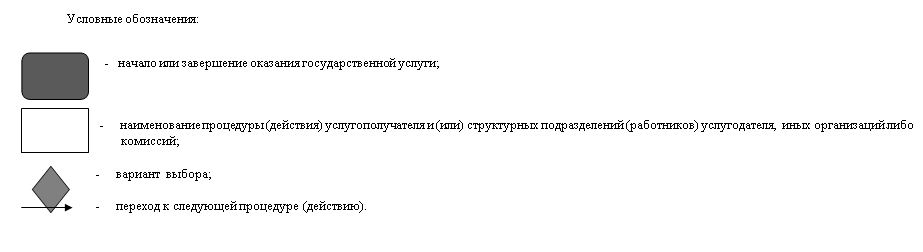 Условные обозначения:
- начало или завершение оказания государственной услуги;
- наименование процедуры (действия) услугополучателя и (или) структурных подразделений (работников) услугодателя, иных организаций либо
комиссий;
- вариант выбора;
- переход к следующей процедуре (действию).